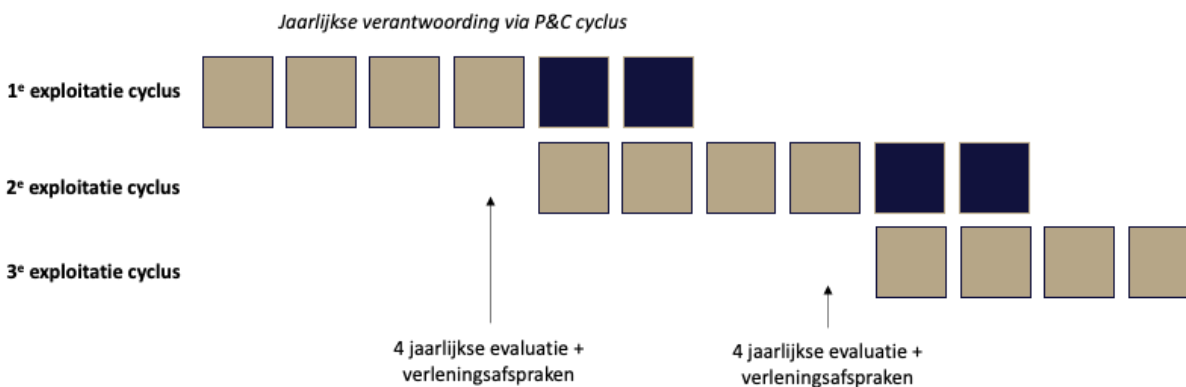 Jaarlijkse verantwoording via P&C cyclus
1e exploitatie cyclus
2e exploitatie cyclus
3e exploitatie cyclus
4 jaarlijkse evaluatie +
verleningsafspraken
4 jaarlijkse evaluatie +
verleningsafspraken